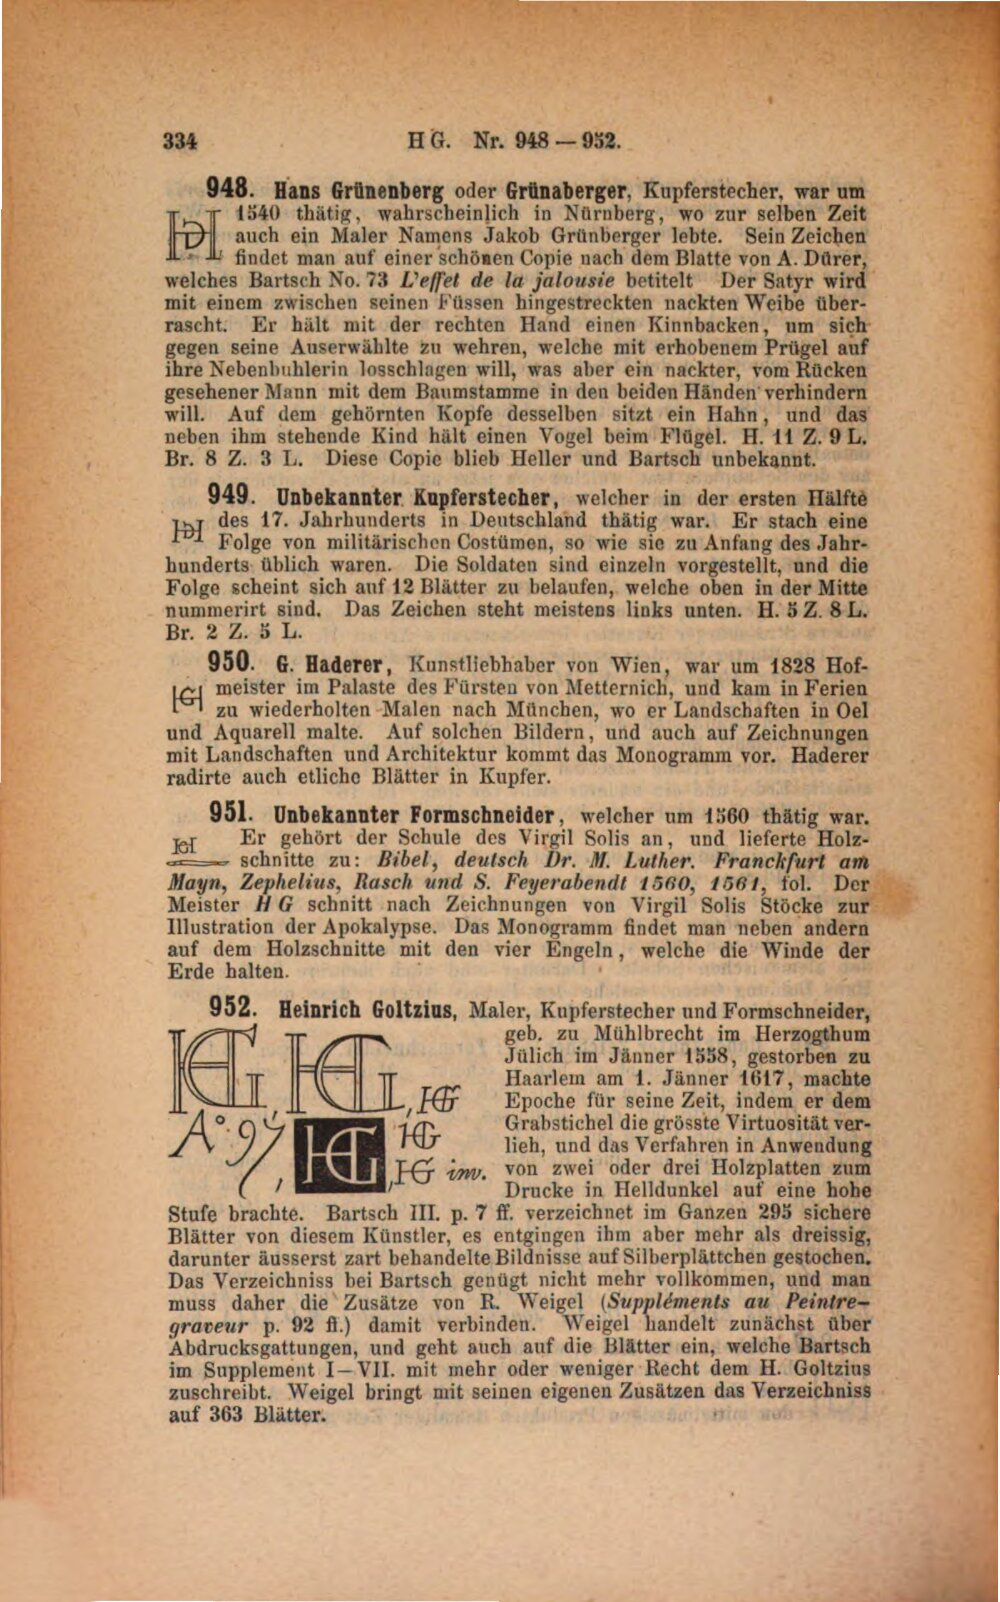 334 HG. Nr. 948 — 952.
948. Hans Grünenberg oder Grünaberger, Kupferstecher, war um
1540 thätig, wahrscheinlich in Nürnberg, wo zur selben Zeit
auch ein Maler Namens Jakob Grünberger lebte. Sein Zeichen
findet man auf einer schönen Copie nach dem Blatte von A. Dürer,
welches Bartsch No. 73 L'effet de la jalousie betitelt Der Satyr wird
mit einem zwischen seinen Füssen hingestreckten nackten Weibe über-
rascht. Er hält mit der rechten Hand einen Kinnbacken, um sich
gegen seine Auserwählte zu wehren, welche mit erhobenem Prügel auf
ihre Nebenbuhlerin losschlagen will, was aber ein nackter, vom Rücken
gesehener Mann mit dem Baumstamme in den beiden Händen verhindern
will. Auf dem gehörnten Kopfe desselben sitzt ein Hahn, und das
neben ihm stehende Kind hält einen Vogel beim Flügel. H. 11 Z. 9 L.
Br. 8 Z. 3 L. Diese Copie blieb Heller und Bartsch unbekannt.
949. Unbekannter Kupferstecher, welcher in der ersten Hälfte
des 17. Jahrhunderts in Deutschland thätig war. Er stach eine
Folge von militärischen Costümen, so wie sie zu Anfang des Jahr-
hunderts üblich waren. Die Soldaten sind einzeln vorgestellt, und die
Folge scheint sich auf 12 Blätter zu belaufen, welche oben in der Mitte
nummerirt sind. Das Zeichen steht meistens links unten. H. 5 Z. 8 L.
Br. 2 Z. 5 L.
950. G. Haderer, Kunstliebhaber von Wien, war um 1828 Hof-
meister im Palaste des Fürsten von Metternich, und kam in Ferien
zu wiederholten Malen nach München, wo er Landschaften in Oel
und Aquarell malte. Auf solchen Bildern, und auch auf Zeichnungen
mit Landschaften und Architektur kommt das Monogramm vor. Haderer
radirte auch etliche Blätter in Kupfer.
951. Unbekannter Formschneider, welcher um 1560 thätig war.
Er gehört der Schule des Virgil Solis an, und lieferte Holz-
schnitte zu: Bibel, deutsch Dr. M. Luther. Franckfurt am
Mayn, Zephelius, Rasch und S. Feyerabendt 1560, 1561, fol. Der
Meister H G schnitt nach Zeichnungen von Virgil Solis Stöcke zur
Illustration der Apokalypse. Das Monogramm findet man neben andern
auf dem Holzschnitte mit den vier Engeln, welche die Winde der
Erde halten.
952. Heinrich Goltzius, Maler, Kupferstecher und Formschneider,
geb. zu Mühlbrecht im Herzogthum
Jülich im Jänner 1558, gestorben zu
Haarlem am 1. Jänner 1617, machte
Epoche für seine Zeit, indem er dem
Grabstichel die grösste Virtuosität ver-
lieh, und das Verfahren in Anwendung
von zwei oder drei Holzplatten zum
Drucke in Helldunkel auf eine hohe
HG, HG, HG
A° 97, HG HG
, HG inv.
Stufe brachte. Bartsch III. p. 7 ff. verzeichnet im Ganzen 295 sichere
Blätter von diesem Künstler, es entgingen ihm aber mehr als dreissig,
darunter äusserst zart behandelte Bildnisse auf Silberplättchen gestochen.
Das Verzeichniss bei Bartsch genügt nicht mehr vollkommen, und man
muss daher die Zusätze von R. Weigel (Suppléments au Peintre-
graveur p. 92 ff.) damit verbinden. Weigel handelt zunächst über
Abdrucksgattungen, und geht auch auf die Blätter ein, welche Bartsch
im Supplement I—VII. mit mehr oder weniger Recht dem H. Goltzius
zuschreibt. Weigel bringt mit seinen eigenen Zusätzen das Verzeichniss
auf 363 Blätter.